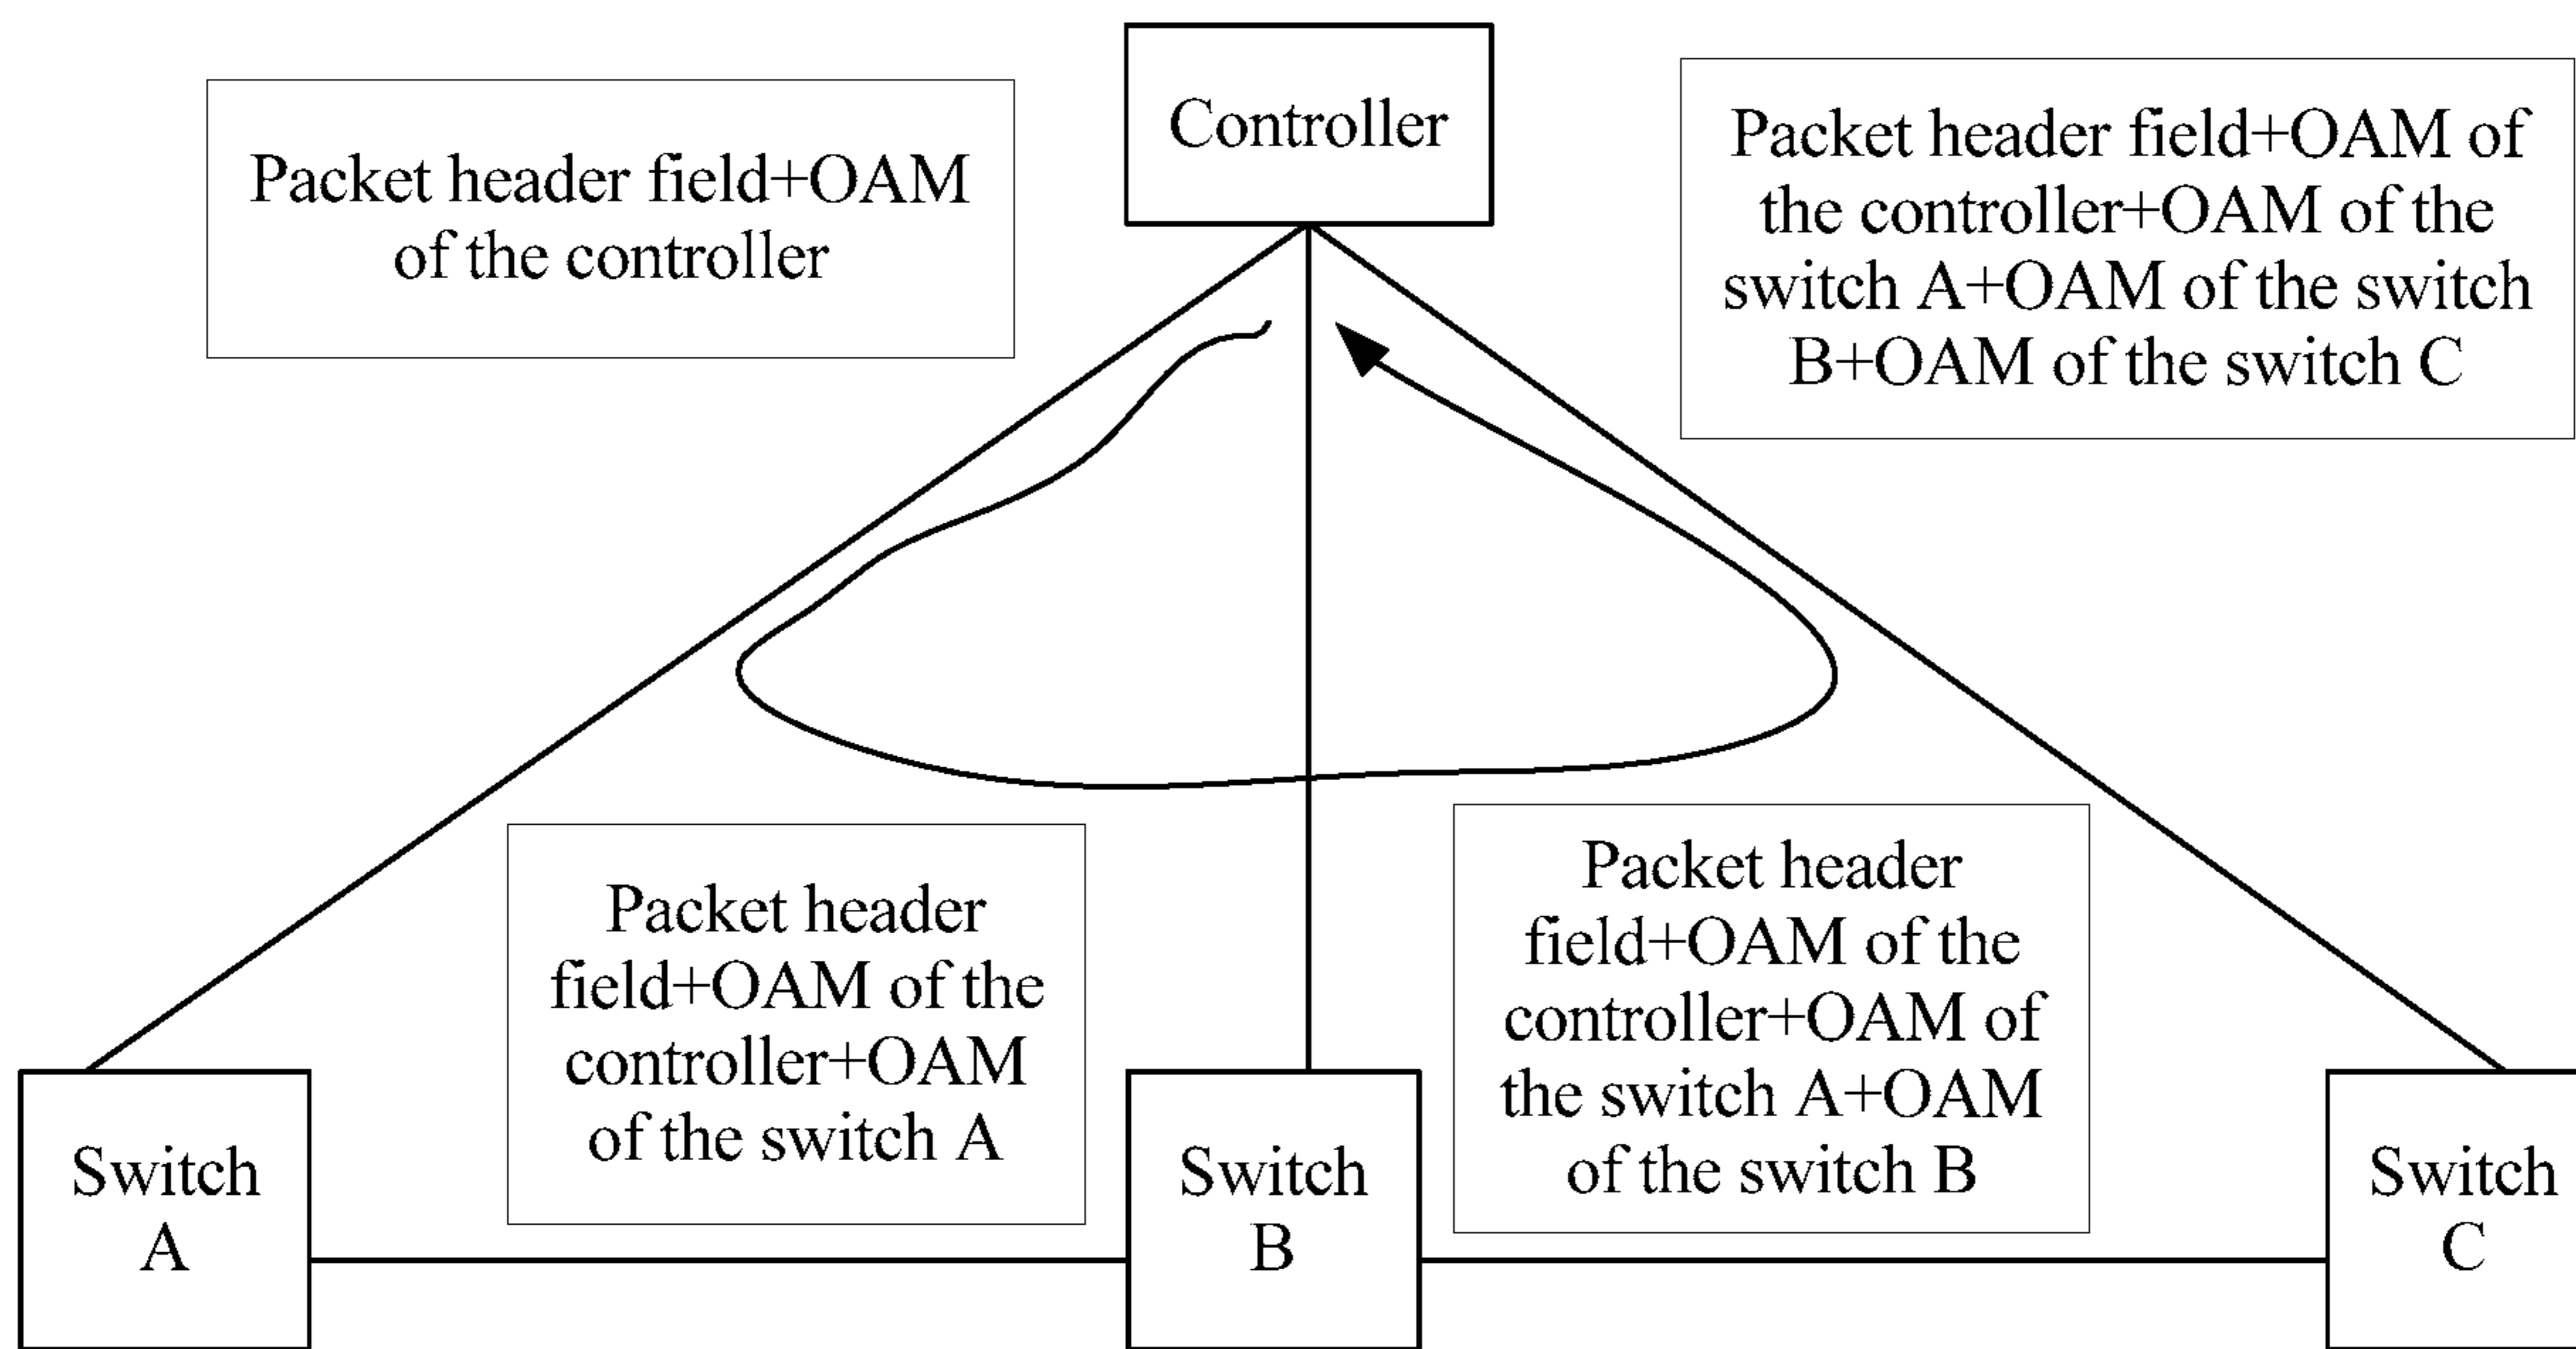 Controller
Packet header field+OAM
of the controller
Packet header field+OAM of
the controller+OAM of the
switch A+OAM of the switch
B+OAM of the switch C
Packet header
field+OAM of the
controller+OAM
of the switch A
Packet header
field+OAM of the
controller+OAM of
the switch A+OAM
of the switch B
Switch
A
Switch
B
Switch
C